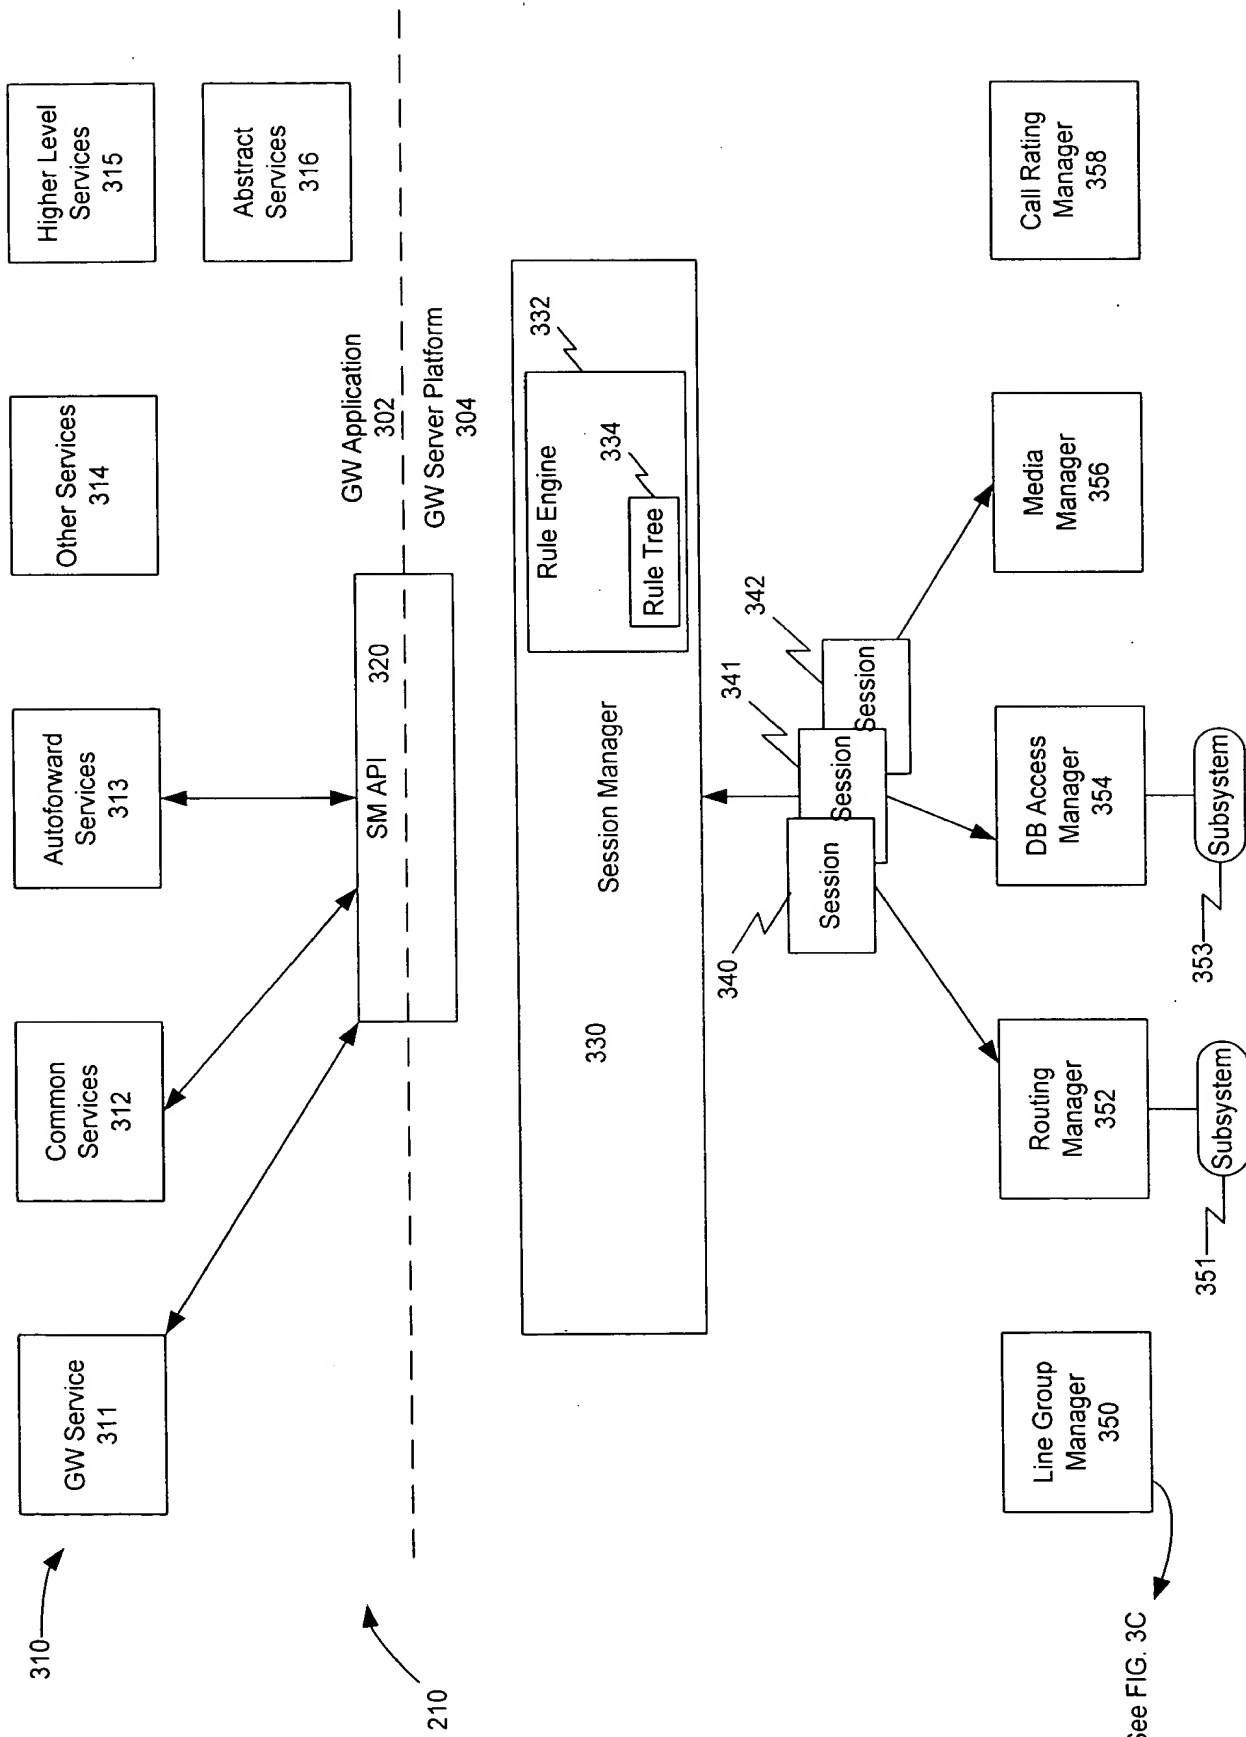 310
GW Service
311
Common
Services
312
Autoforward
Services
313
Other Services
314
Higher Level
Services
315
Abstract
Services
316
210
SM API
320
GW Application
302
GW Server Platform
304
330
Session Manager
Rule Engine
332
Rule Tree
334
340
Session
341
Session
342
Session
Line Group
Manager
350
Routing
Manager
352
DB Access
Manager
354
Media
Manager
356
Call Rating
Manager
358
See FIG. 3C
351
Subsystem
353
Subsystem